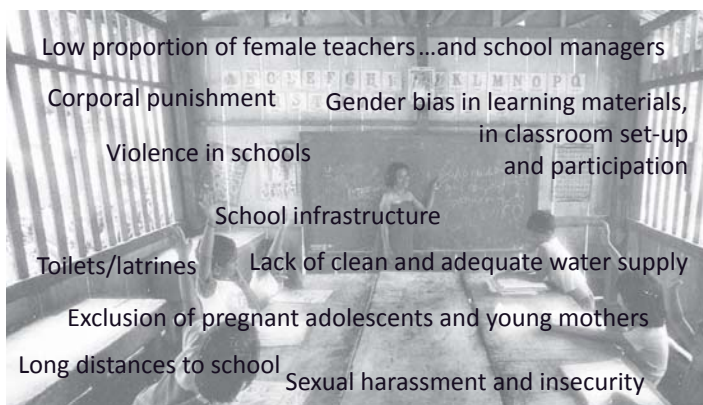 Low proportion of female teachers ...and school managers
A B C D E F G H I J K L M N O P Q
Corporal punishment
Gender bias in learning materials,
in classroom set-up
and participation
Violence in schools
School infrastructure
Toilets/latrines
Lack of clean and adequate water supply
Exclusion of pregnant adolescents and young mothers
Long distances to school
Sexual harassment and insecurity